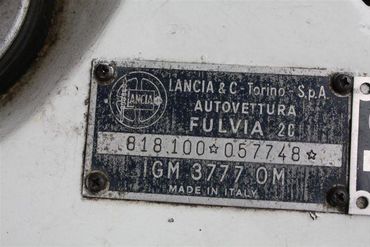 LANCIA
LANCIA & C - Torino - S.p.A
AUTOVETTURA
FULVIA 2C
818.100☆057748☆
IGM 3777 OM
MADE IN ITALY